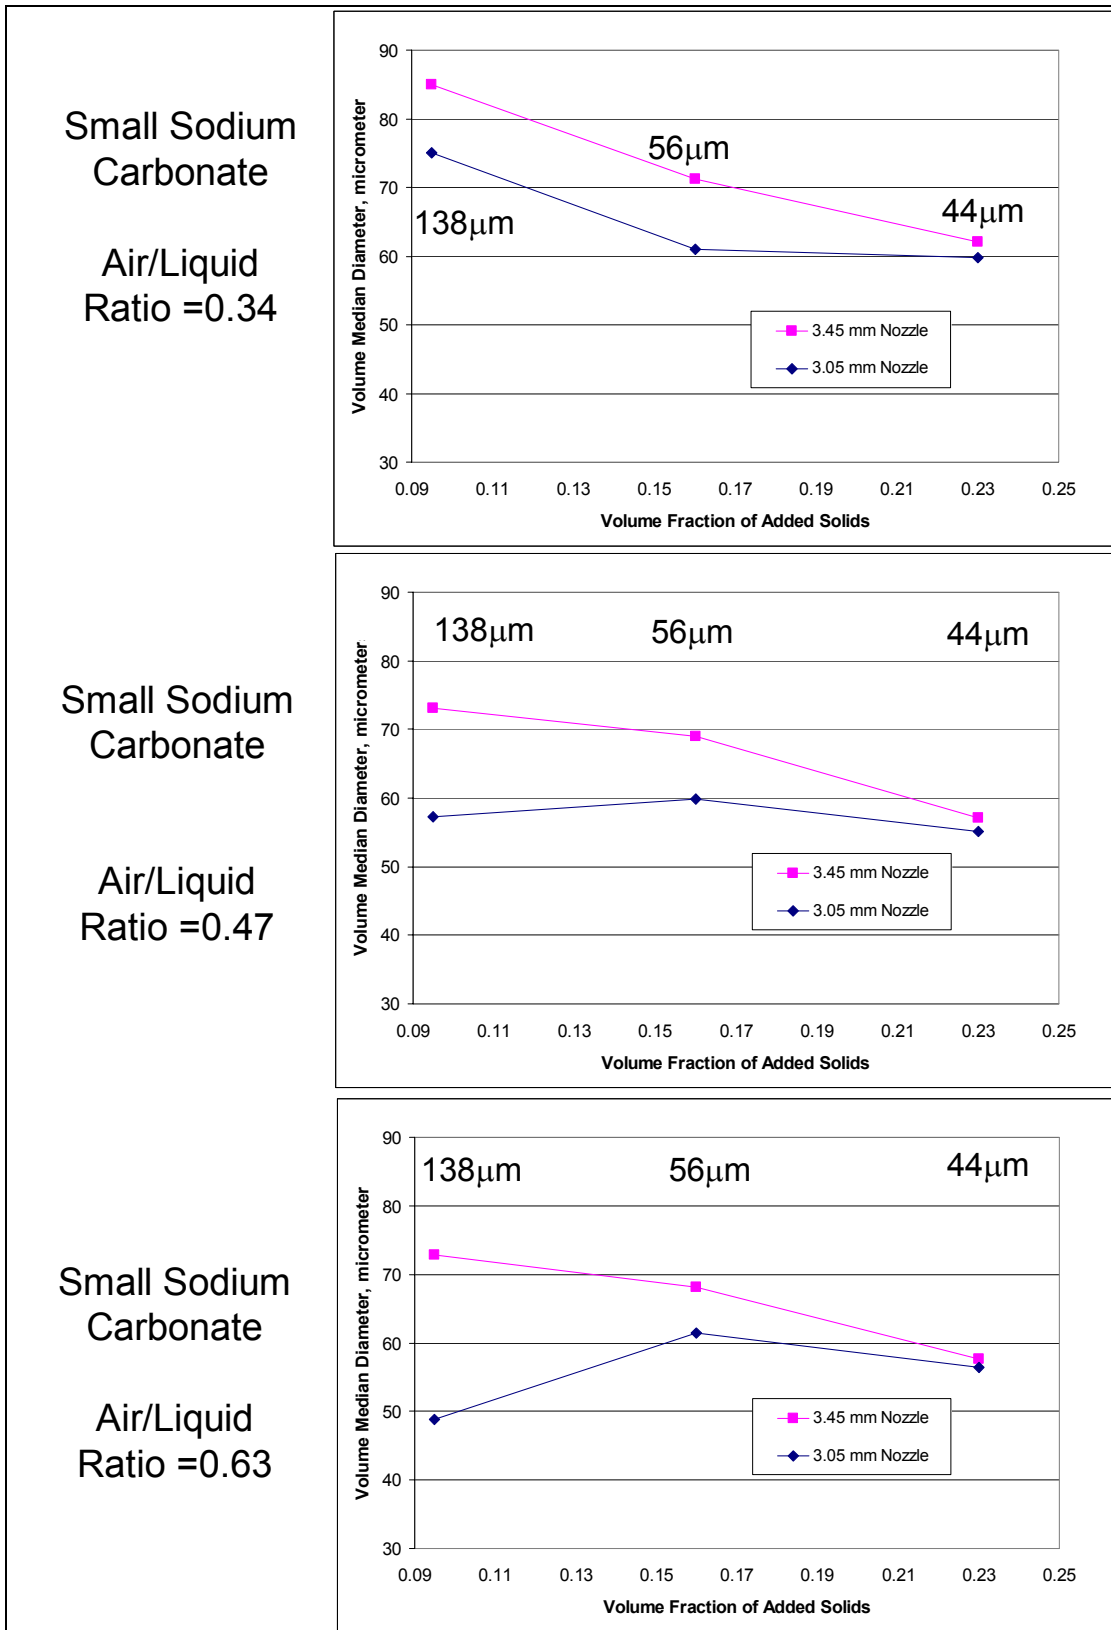 Small Sodium
Carbonate
Air/Liquid
Ratio =0.34
Volume Median Diameter, micrometer
90
80
70
60
50
40
30
138μm
56μm
44μm
3.45 mm Nozzle
3.05 mm Nozzle
0.09 0.11 0.13 0.15 0.17 0.19 0.21 0.23 0.25
Volume Fraction of Added Solids
Small Sodium
Carbonate
Air/Liquid
Ratio =0.47
Volume Median Diameter, micrometer
90
80
70
60
50
40
30
138μm 56μm 44μm
3.45 mm Nozzle
3.05 mm Nozzle
0.09 0.11 0.13 0.15 0.17 0.19 0.21 0.23 0.25
Volume Fraction of Added Solids
Small Sodium
Carbonate
Air/Liquid
Ratio =0.63
Volume Median Diameter, micrometer
90
80
70
60
50
40
30
138μm 56μm 44μm
3.45 mm Nozzle
3.05 mm Nozzle
0.09 0.11 0.13 0.15 0.17 0.19 0.21 0.23 0.25
Volume Fraction of Added Solids